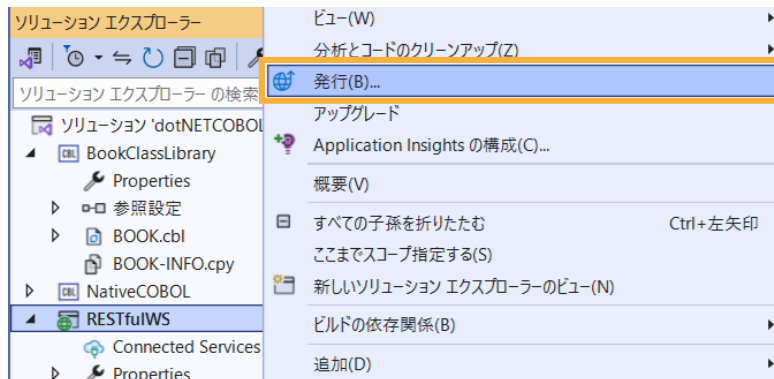 ソリューション エクスプローラー
ソリューション エクスプローラー の検索
ソリューション 'dotNETCOBOL
BookClassLibrary
Properties
参照設定
BOOK.cbl
BOOK-INFO.cpy
NativeCOBOL
RESTfulWS
Connected Services
Properties
ビュー(W)
分析とコードのクリーンアップ(Z)
発行(B)...
アップグレード
Application Insights の構成(C)...
概要(V)
すべての子孫を折りたたむ Ctrl+左矢印
ここまでスコープ指定する(S)
新しいソリューション エクスプローラーのビュー(N)
ビルドの依存関係(B)
追加(D)